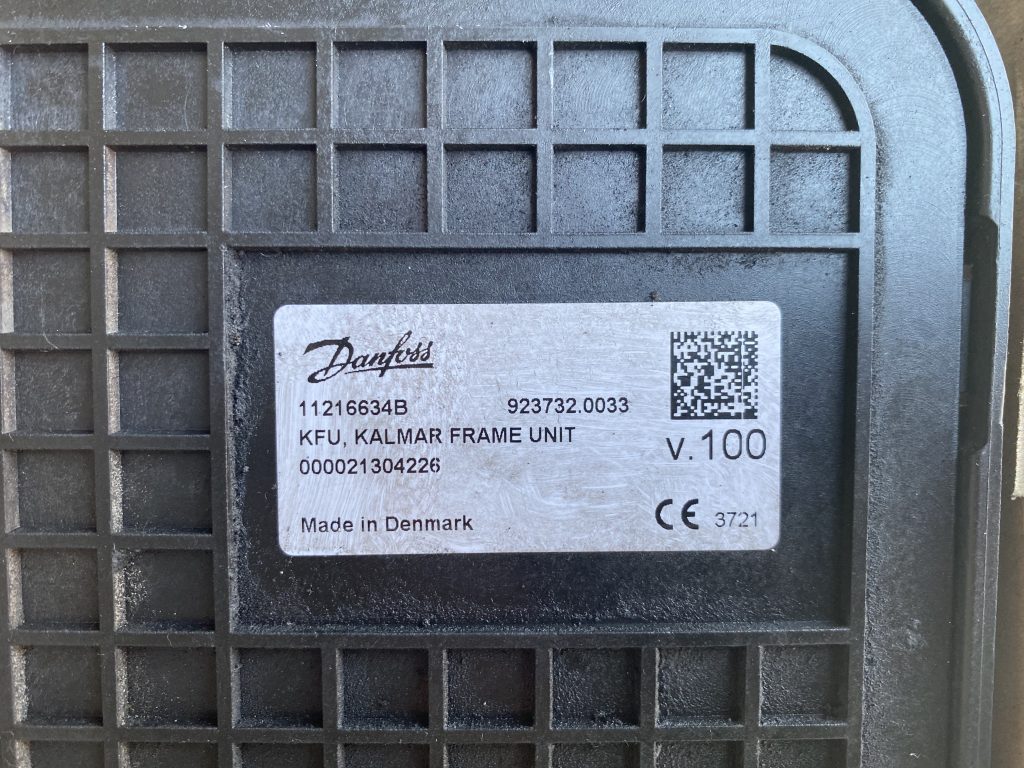 Danfoss
11216634B 923732.0033
KFU, KALMAR FRAME UNIT
v.100
000021304226
Made in Denmark
CE 3721